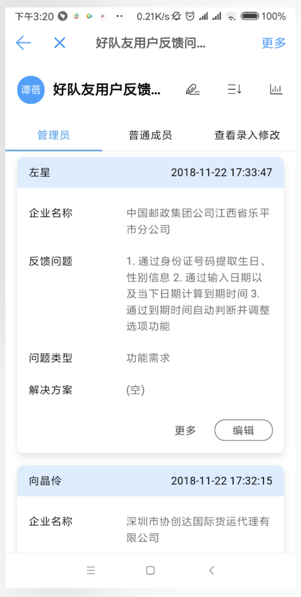 下午3:20 0.21K/s 100%
好队友用户反馈问... 更多
谭蓓 好队友用户反馈...
管理员 普通成员 查看录入修改
左星 2018-11-22 17:33:47
企业名称 中国邮政集团公司江西省乐平
市分公司
反馈问题 1. 通过身份证号码提取生日、
性别信息 2. 通过输入日期以
及当下日期计算到期时间 3.
通过到期时间自动判断并调整
选项功能
问题类型 功能需求
解决方案 (空)
更多 编辑
向晶伶 2018-11-22 17:32:15
企业名称 深圳市协创达国际货运代理有
限公司